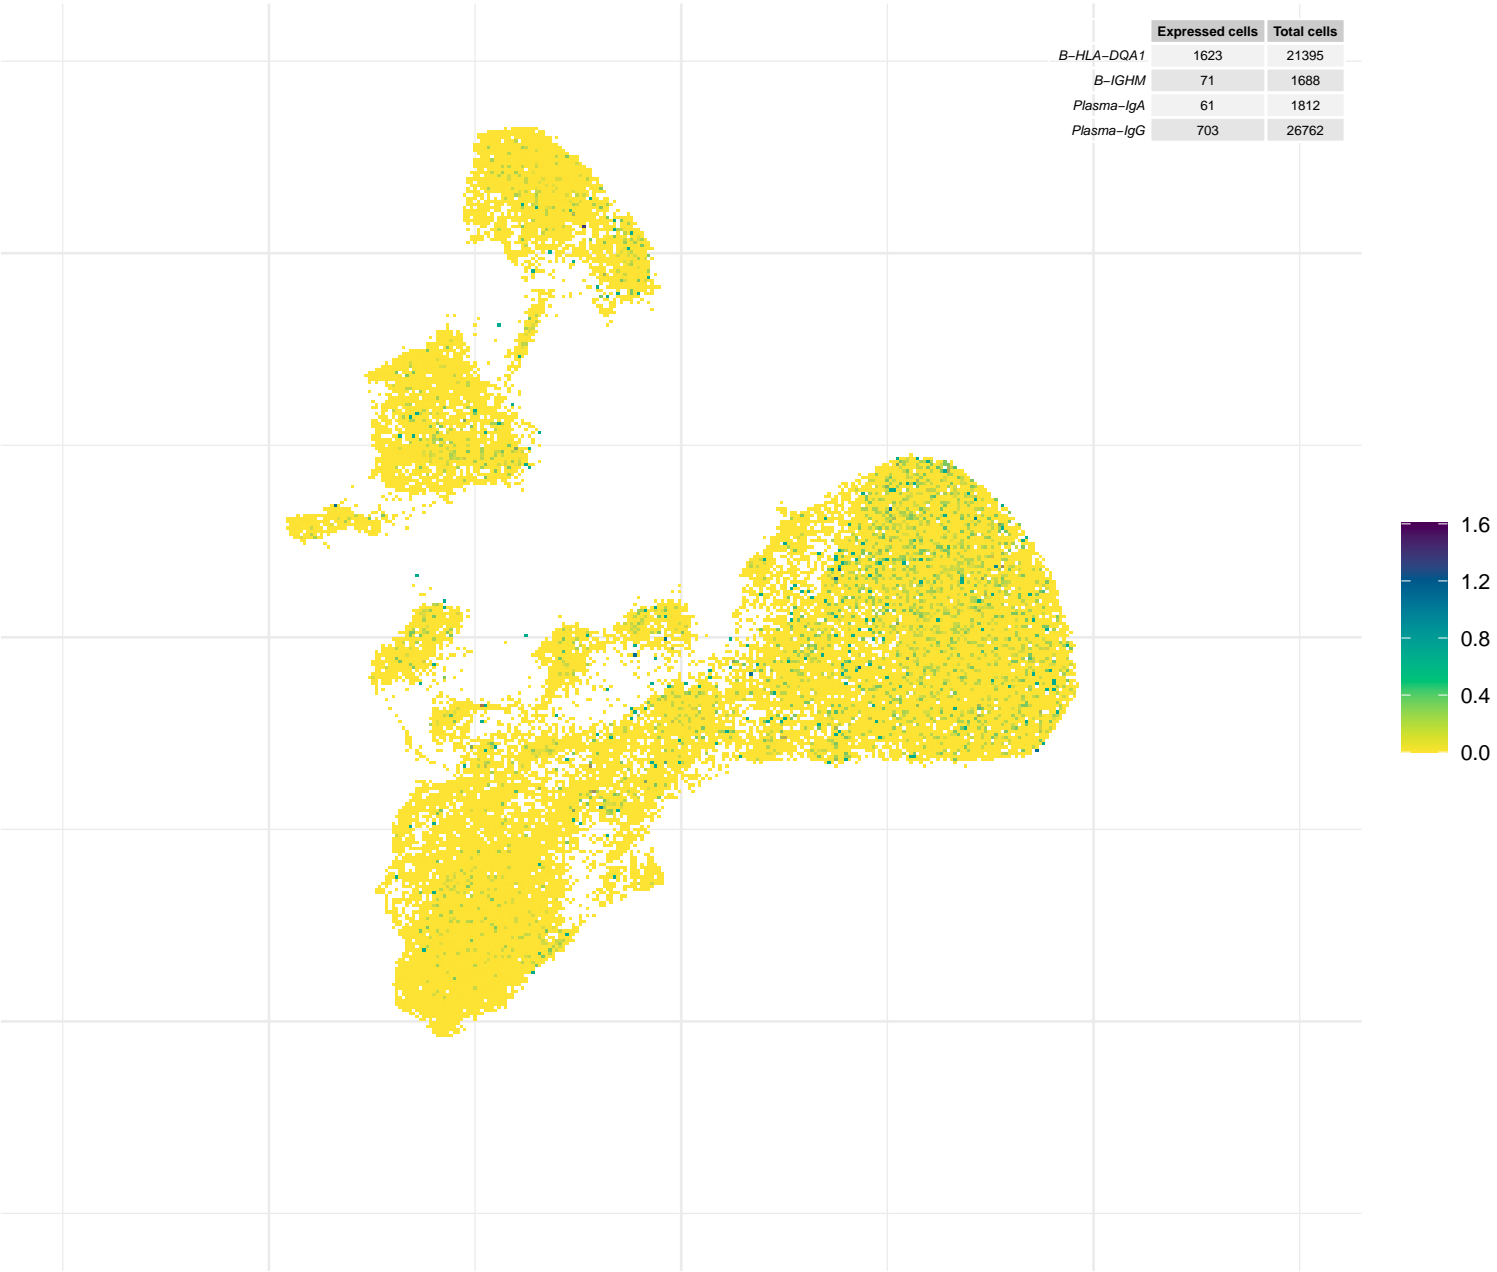 Expressed cells Total cells
B−HLA−DQA1 1623 21395
B−IGHM 71 1688
Plasma−IgA 61 1812
Plasma−IgG 703 26762
1.6
1.2
0.8
0.4
0.0